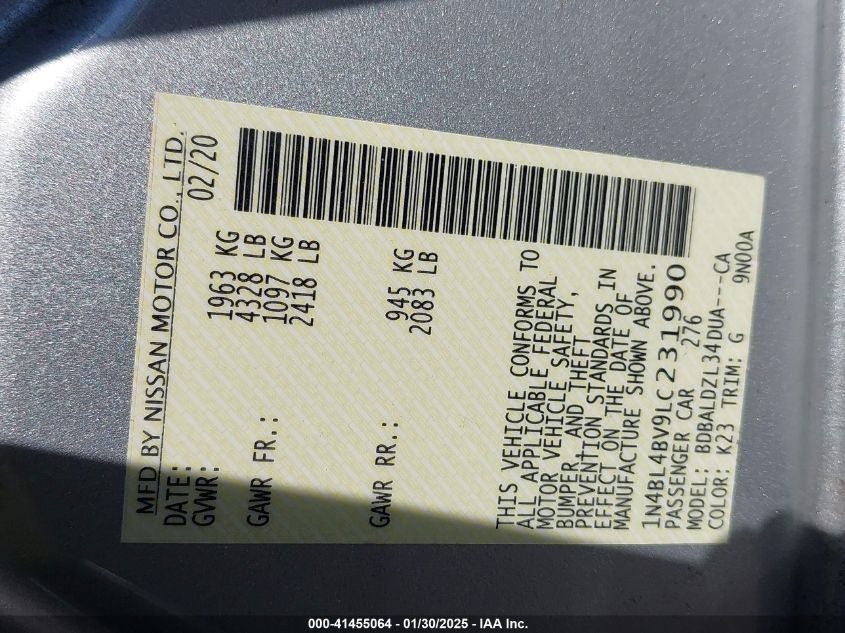 MFD BY NISSAN MOTOR CO., LTD.
DATE: 02/20
GVWR: 1963 KG
4328 LB
GAWR FR.: 1097 KG
2418 LB
GAWR RR.: 945 KG
2083 LB
THIS VEHICLE CONFORMS TO
ALL APPLICABLE FEDERAL
MOTOR VEHICLE SAFETY,
BUMPER, AND THEFT
PREVENTION STANDARDS IN
EFFECT ON THE DATE OF
MANUFACTURE SHOWN ABOVE.
1N4BL4BV9LC231990
PASSENGER CAR 276
MODEL: BDBALDZL34DUA---CA
COLOR: K23 TRIM: G 9N00A
000-41455064 - 01/30/2025 - IAA Inc.